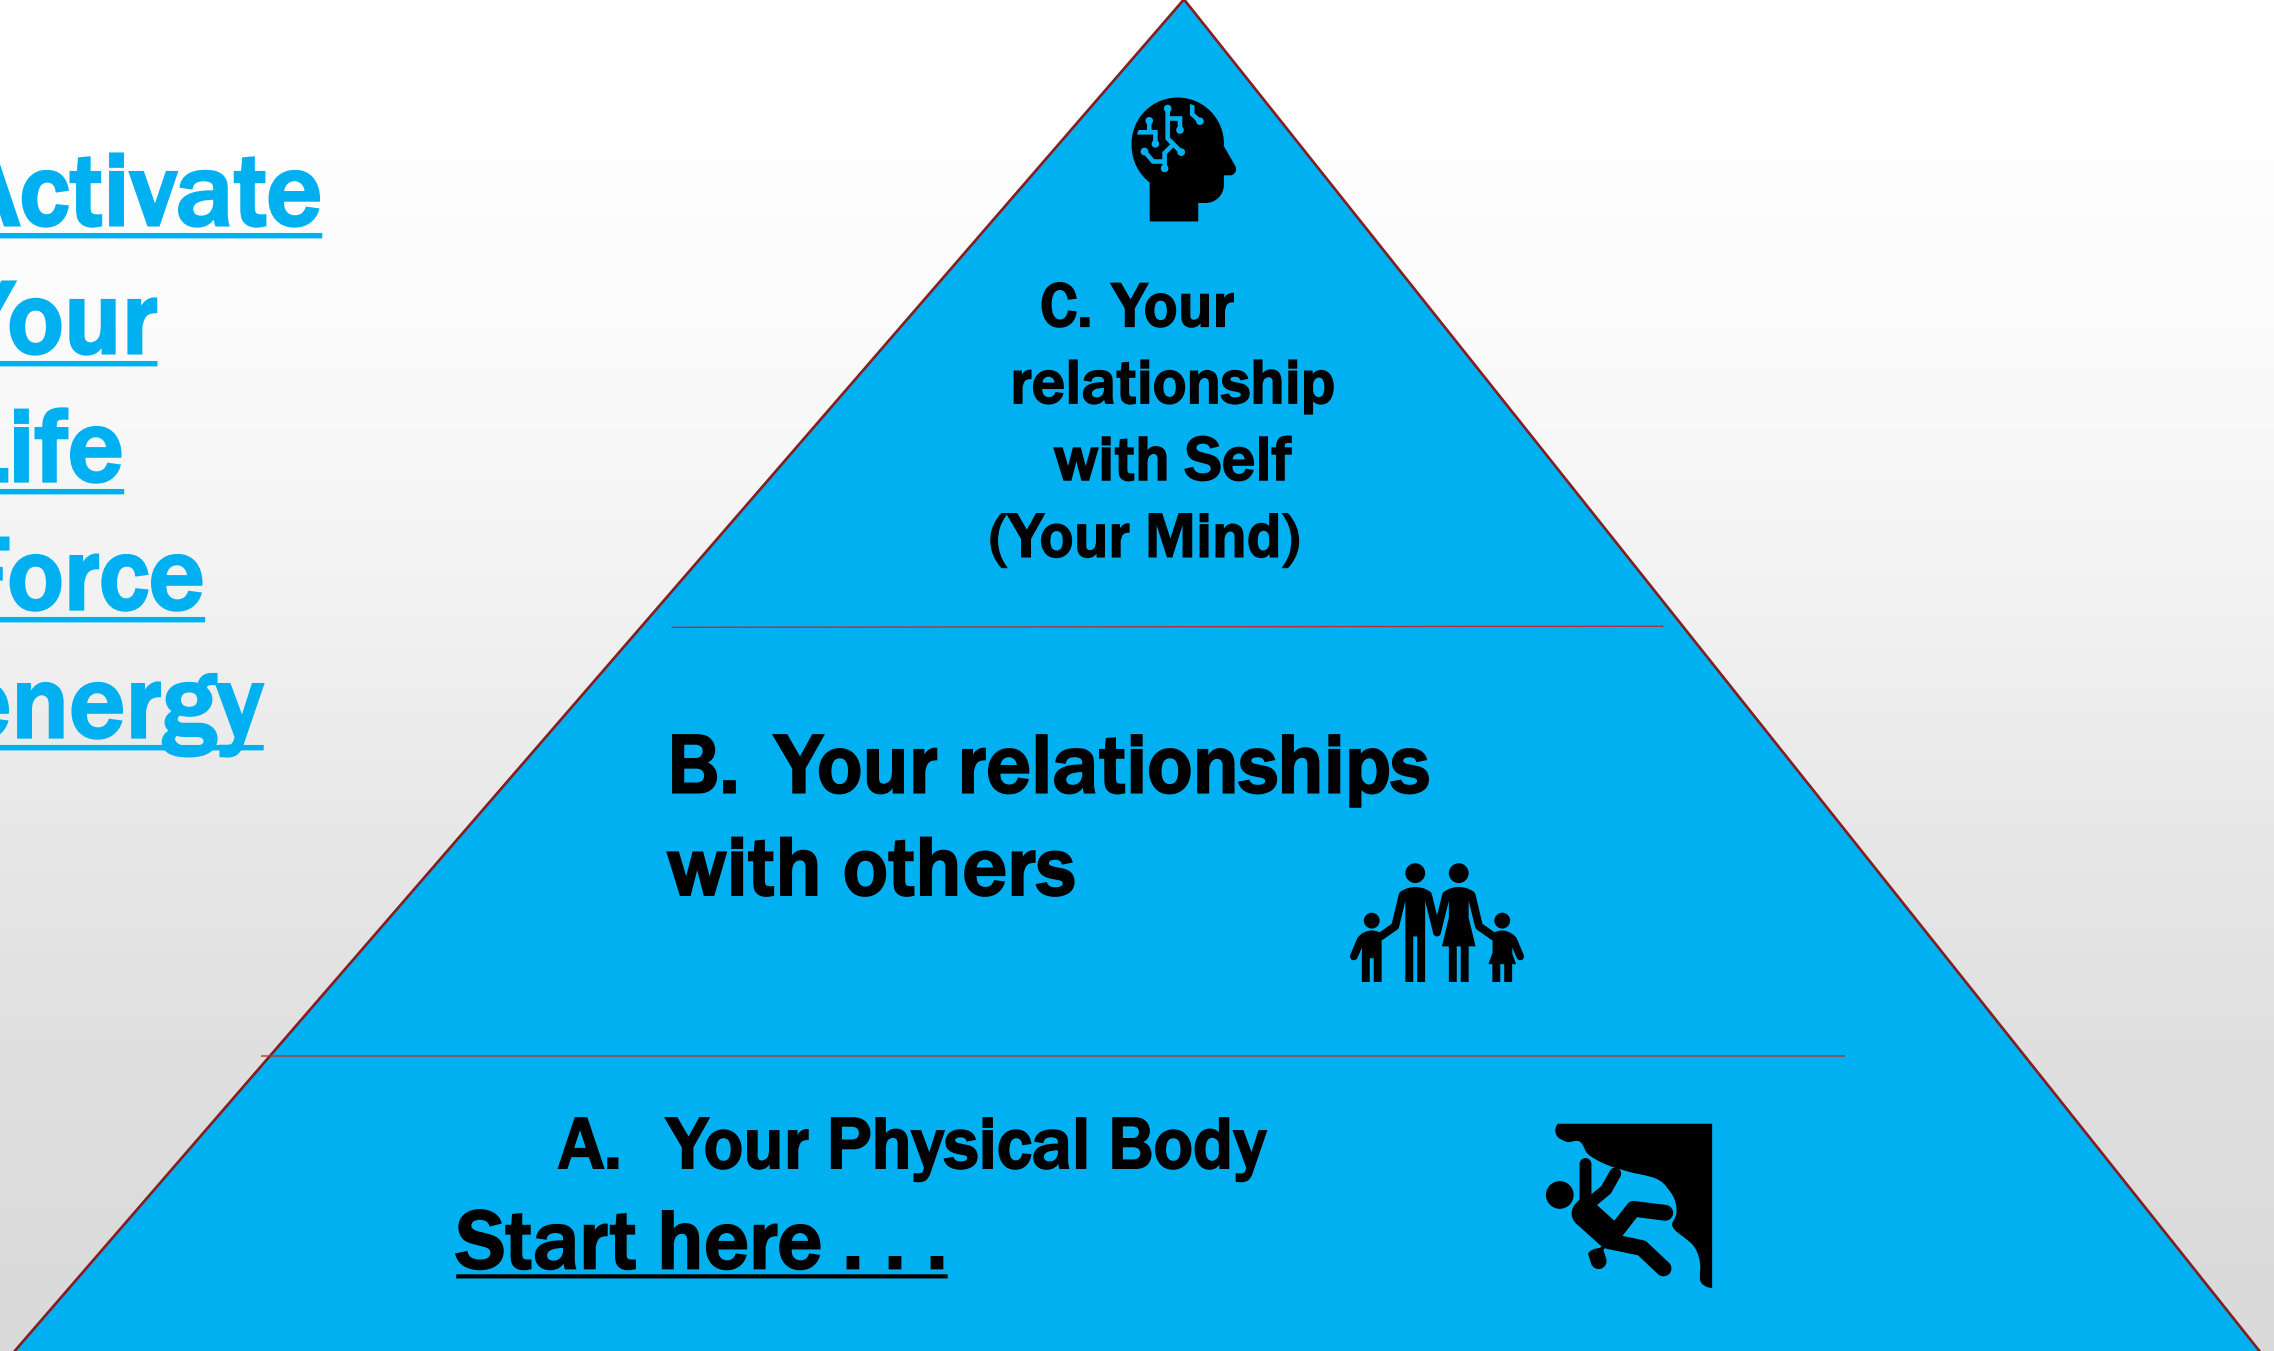 Activate
Your
Life
Force
energy
C. Your
relationship
with Self
(Your Mind)
B. Your relationships
with others
A. Your Physical Body
Start here . . .